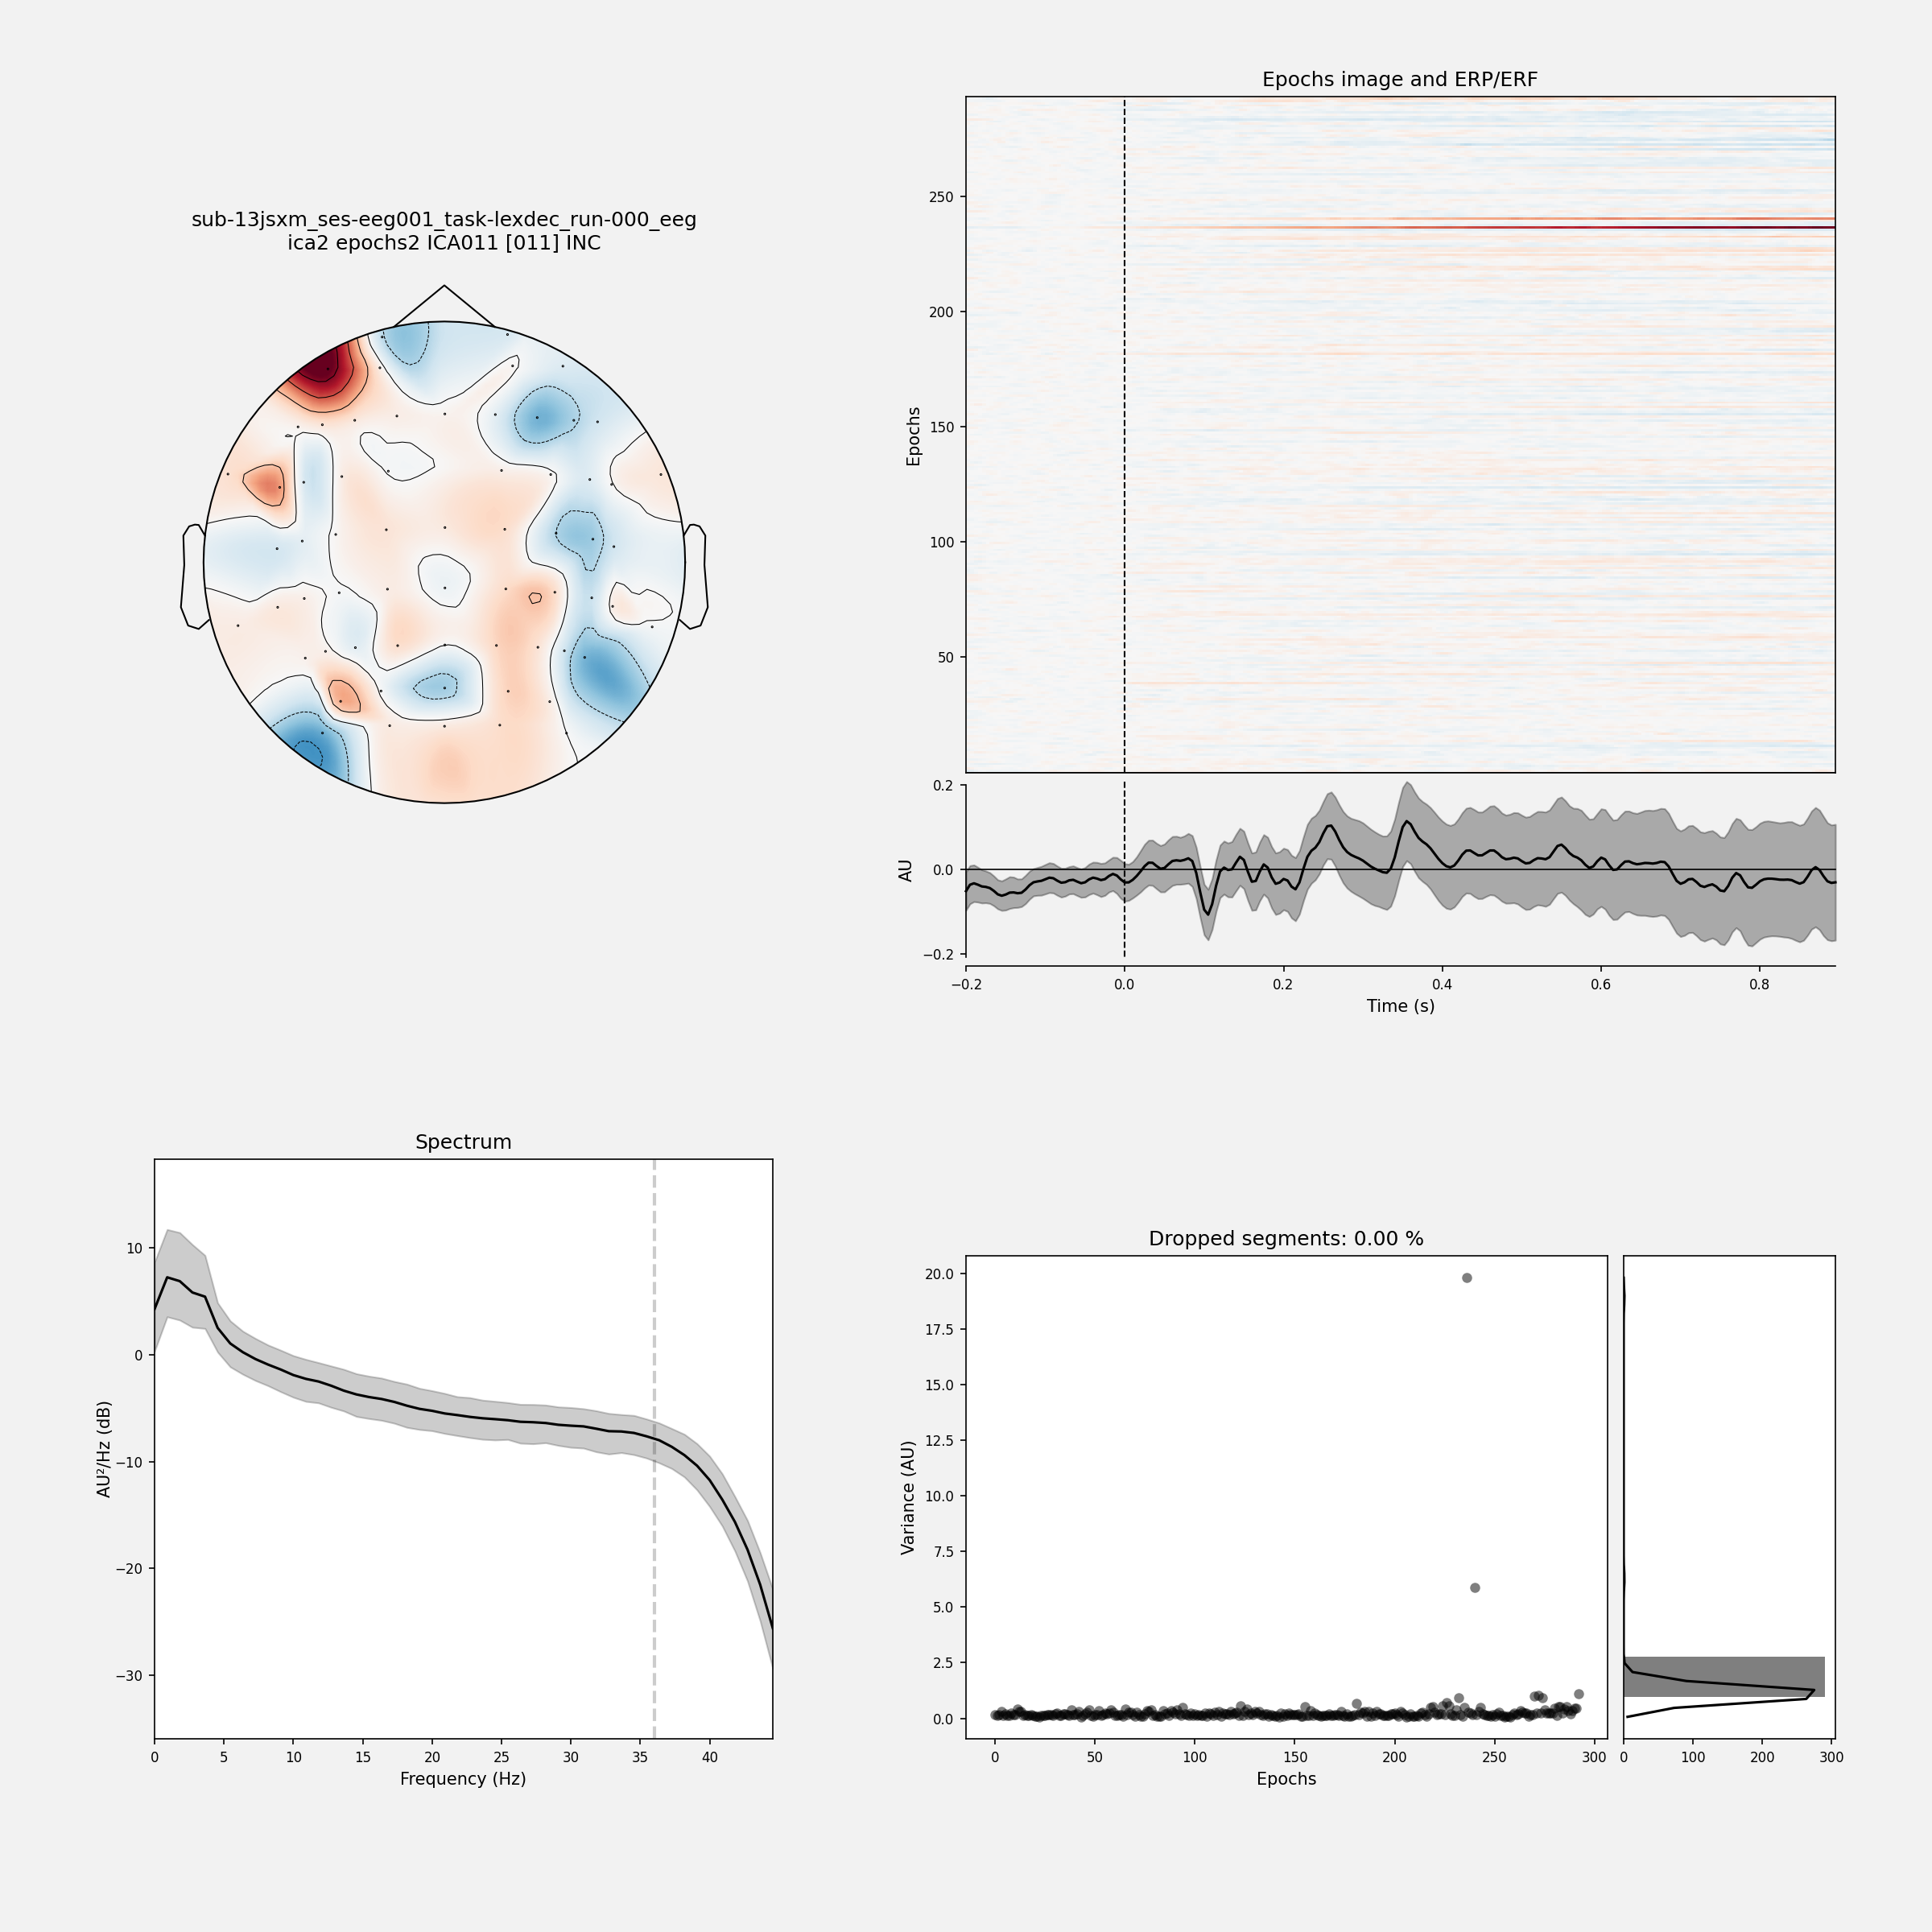 sub-13jsxm_ses-eeg001_task-lexdec_run-000_eeg
ica2 epochs2 ICA011 [011] INC
Epochs image and ERP/ERF
Epochs
250
200
150
100
50
AU
0.2
0.0
−0.2
−0.2 0.0 0.2 0.4 0.6 0.8
Time (s)
Spectrum
AU²/Hz (dB)
10
0
−10
−20
−30
0 5 10 15 20 25 30 35 40
Frequency (Hz)
Dropped segments: 0.00 %
Variance (AU)
20.0
17.5
15.0
12.5
10.0
7.5
5.0
2.5
0.0
0 50 100 150 200 250 300
Epochs
0 100 200 300